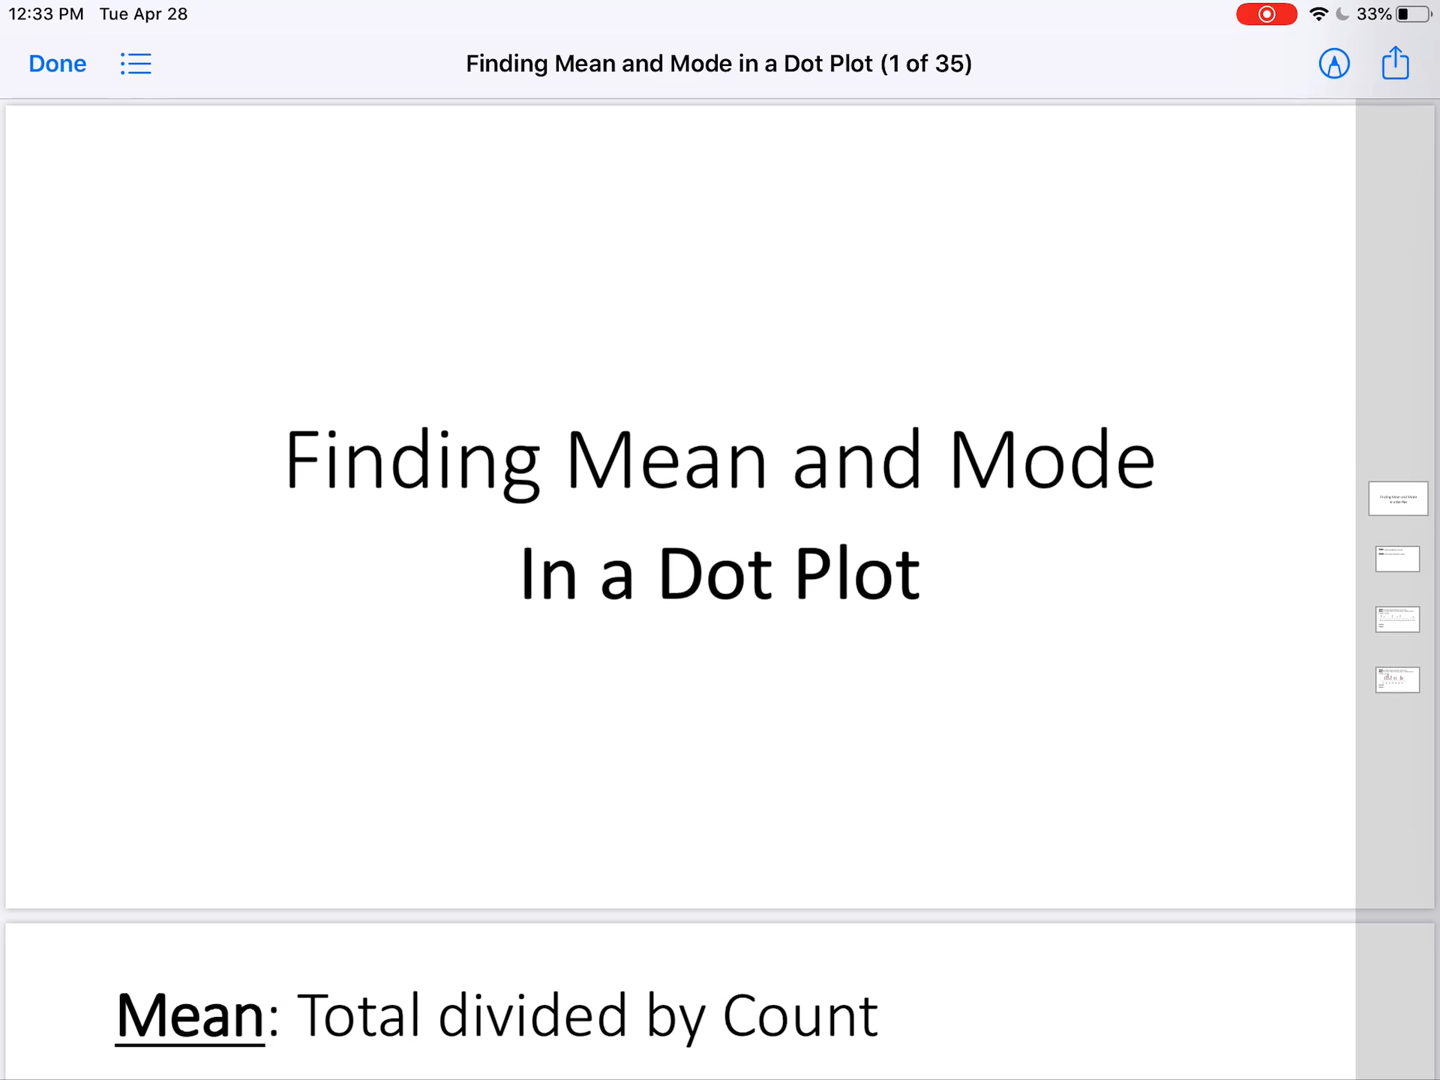 12:33 PM Tue Apr 28
33%
Done
Finding Mean and Mode in a Dot Plot (1 of 35)
Finding Mean and Mode
In a Dot Plot
Mean: Total divided by Count